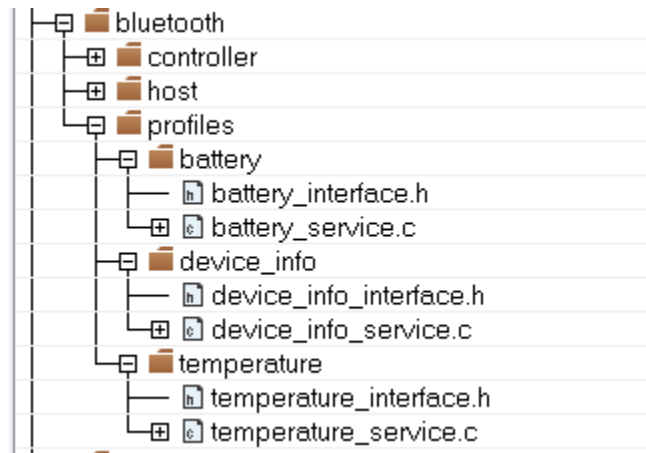 bluetooth
controller
host
profiles
battery
battery_interface.h
battery_service.c
device_info
device_info_interface.h
device_info_service.c
temperature
temperature_interface.h
temperature_service.c